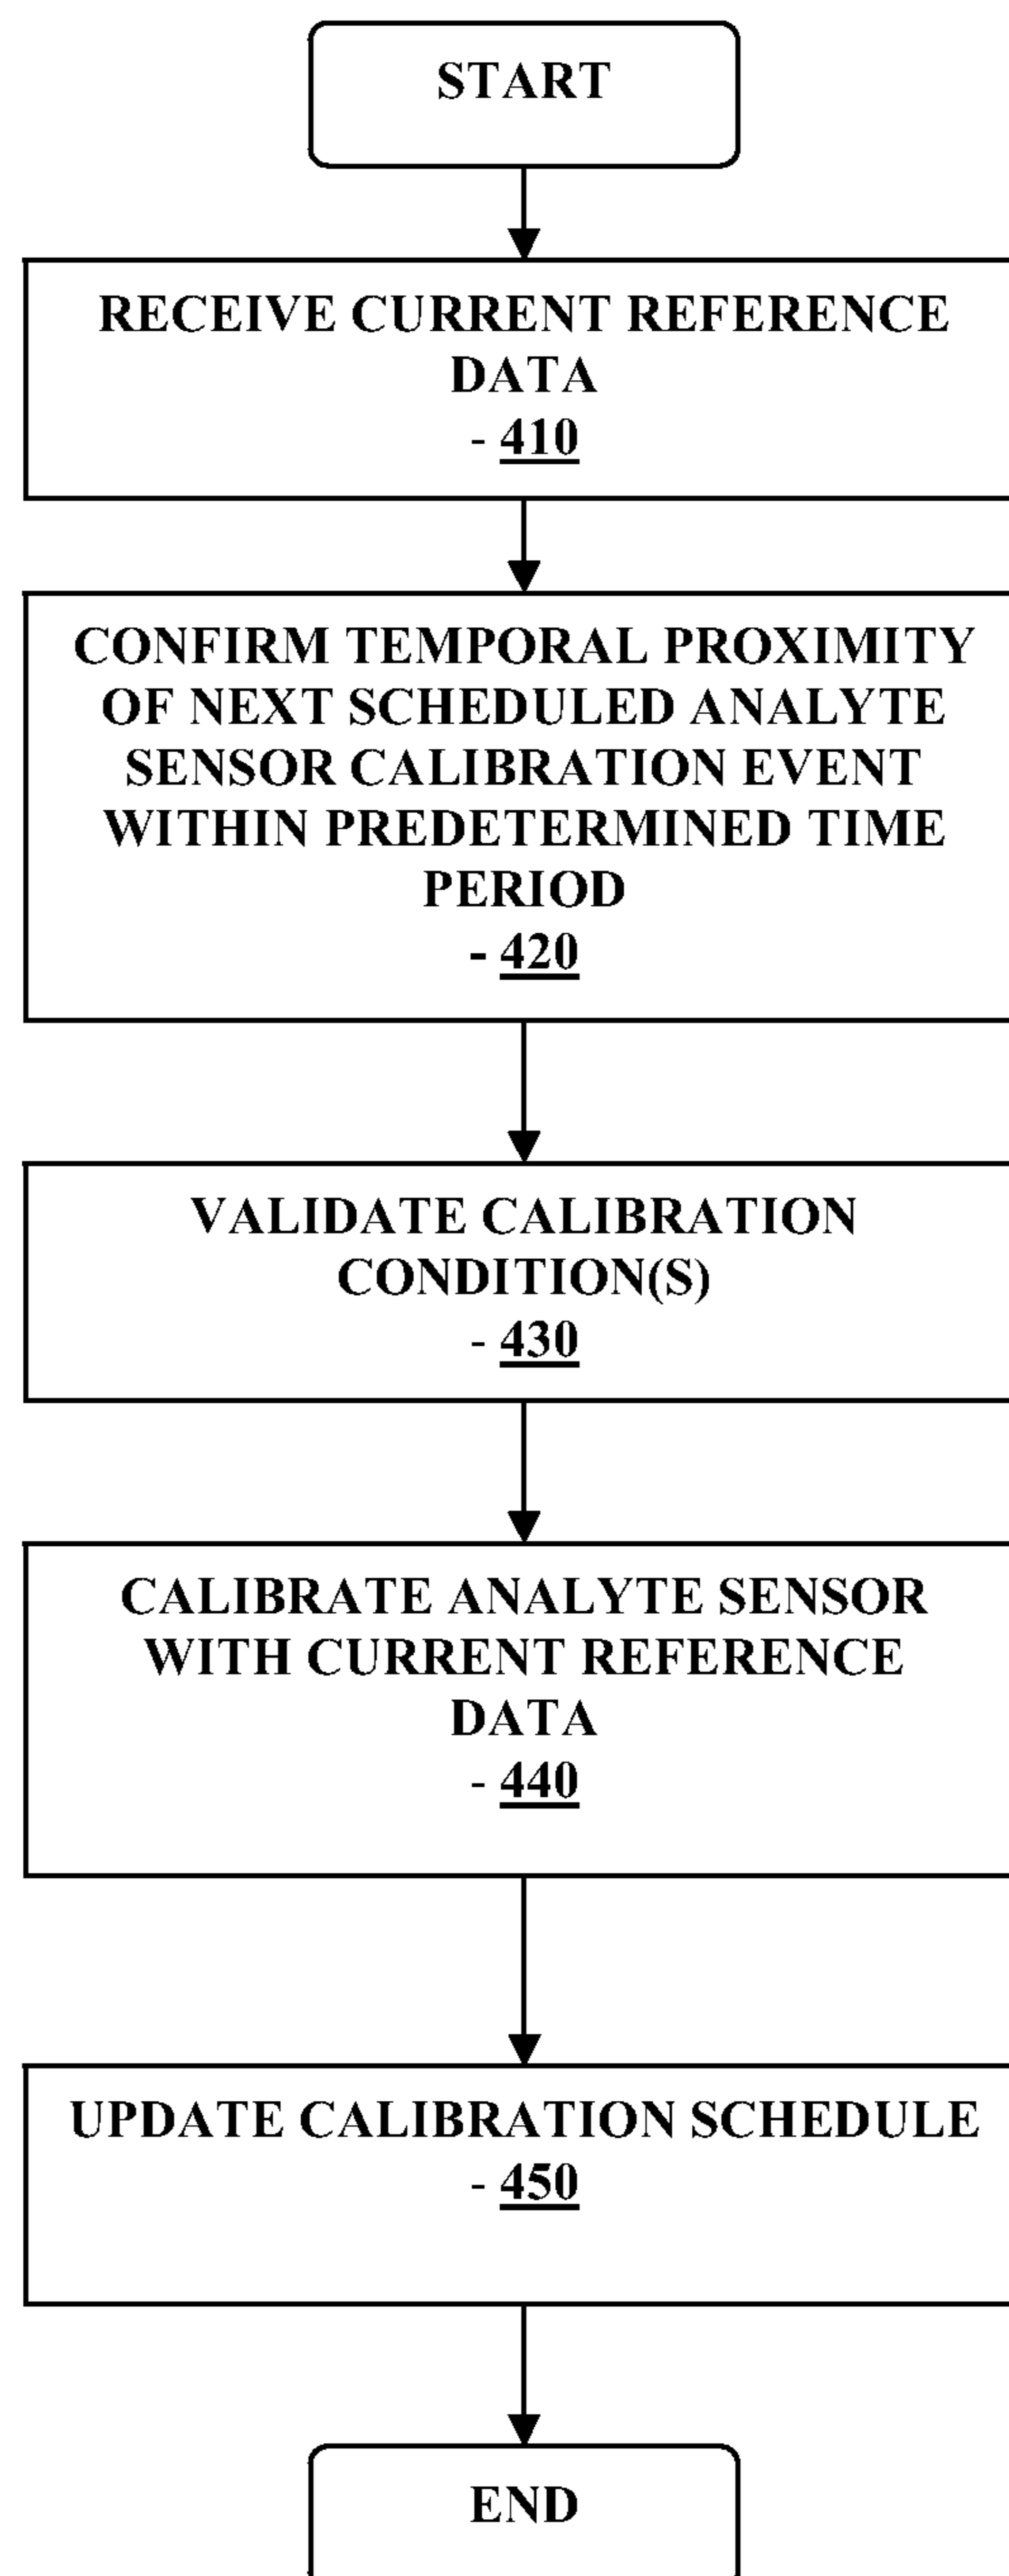 START
RECEIVE CURRENT REFERENCE
DATA
- 410
CONFIRM TEMPORAL PROXIMITY
OF NEXT SCHEDULED ANALYTE
SENSOR CALIBRATION EVENT
WITHIN PREDETERMINED TIME
PERIOD
- 420
VALIDATE CALIBRATION
CONDITION(S)
- 430
CALIBRATE ANALYTE SENSOR
WITH CURRENT REFERENCE
DATA
- 440
UPDATE CALIBRATION SCHEDULE
- 450
END